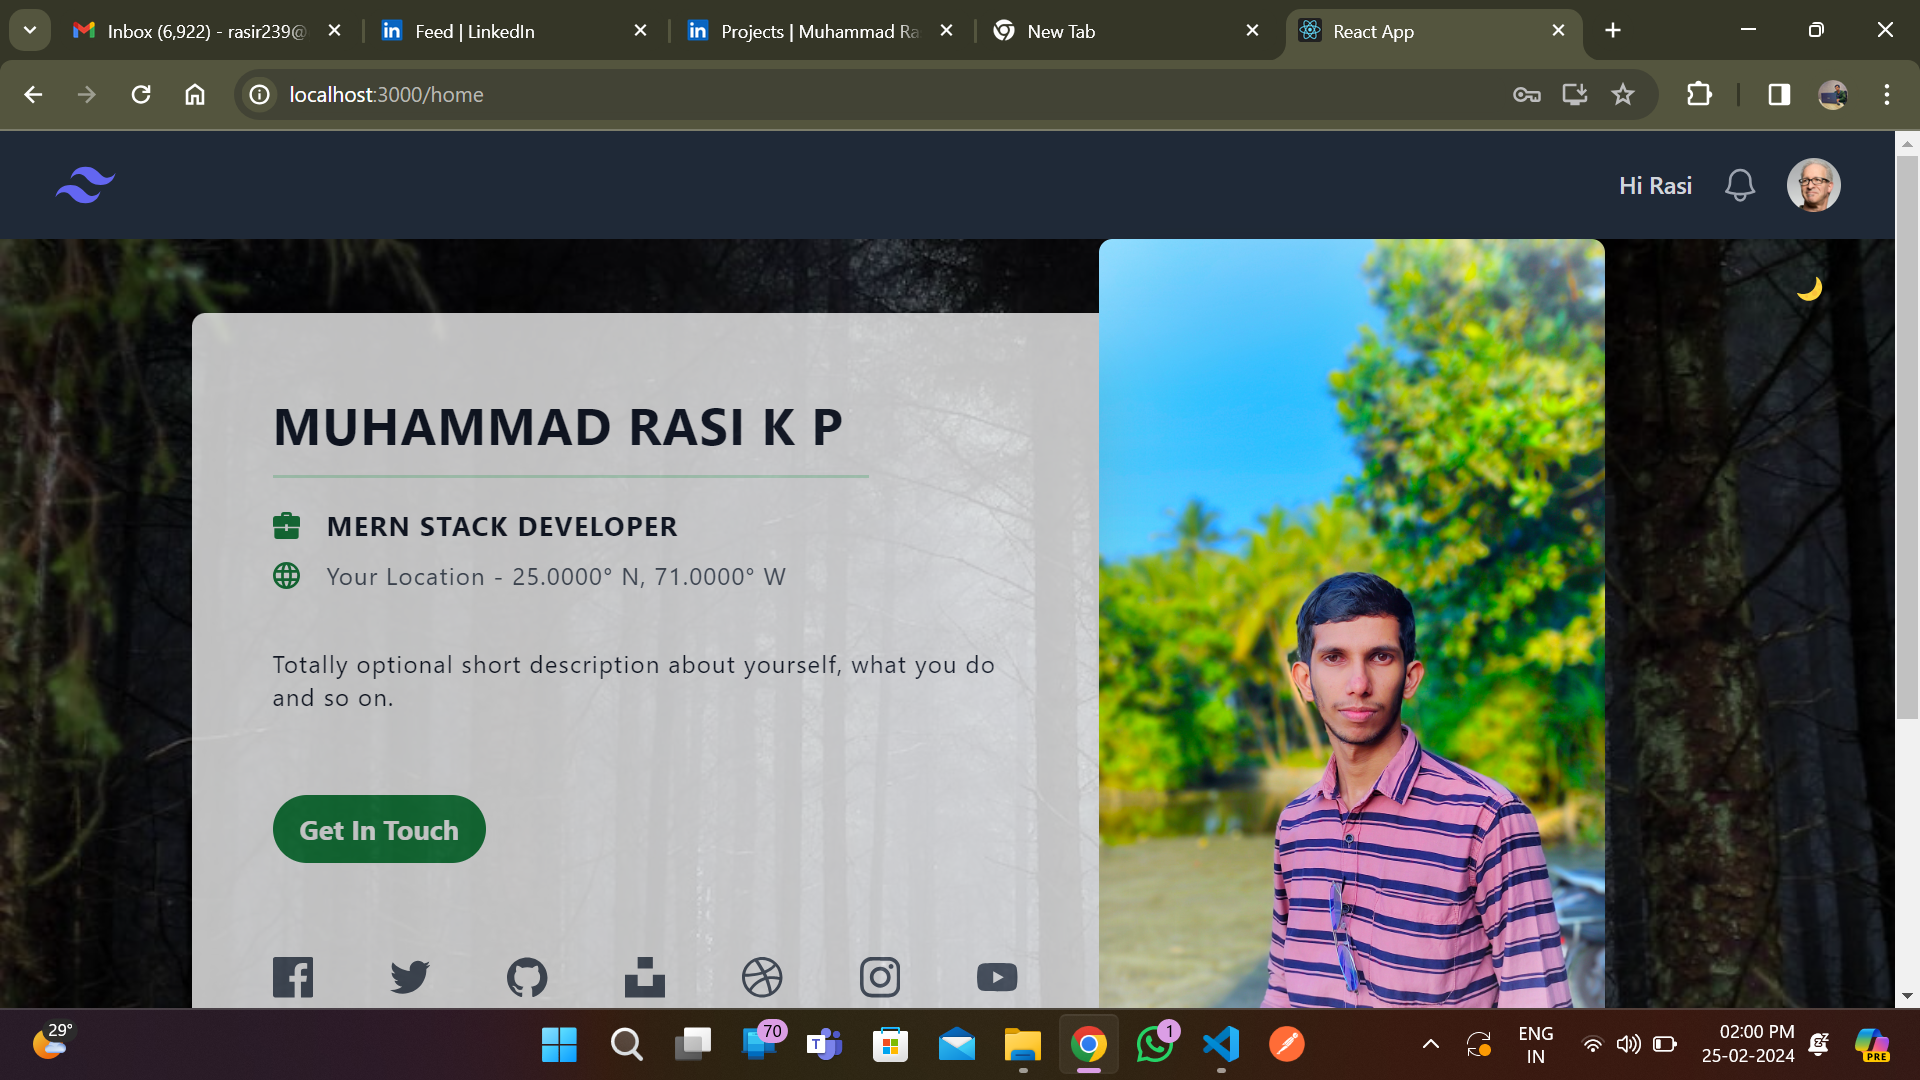 Inbox (6,922) - rasir239@
Feed | LinkedIn
Projects | Muhammad Ra
New Tab
React App
localhost:3000/home
Hi Rasi
MUHAMMAD RASI K P
MERN STACK DEVELOPER
Your Location - 25.0000° N, 71.0000° W
Totally optional short description about yourself, what you do
and so on.
Get In Touch
29°
70
1
ENG
IN
02:00 PM
25-02-2024
PRE